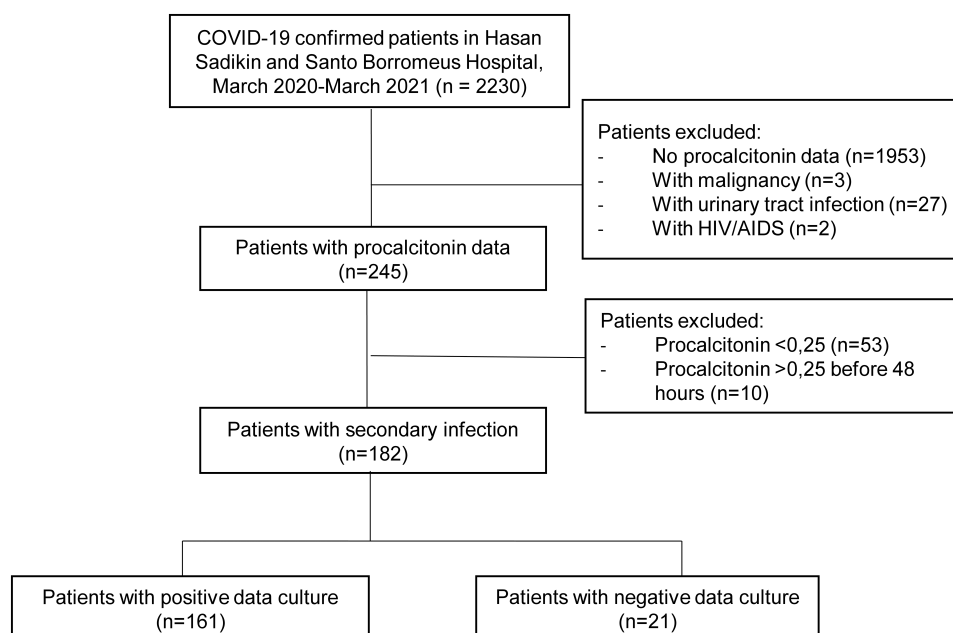 COVID-19 confirmed patients in Hasan
Sadikin and Santo Borromeus Hospital,
March 2020-March 2021 (n = 2230)
Patients excluded:
- No procalcitonin data (n=1953)
- With malignancy (n=3)
- With urinary tract infection (n=27)
- With HIV/AIDS (n=2)
Patients with procalcitonin data
(n=245)
Patients excluded:
- Procalcitonin <0,25 (n=53)
- Procalcitonin >0,25 before 48
hours (n=10)
Patients with secondary infection
(n=182)
Patients with positive data culture
(n=161)
Patients with negative data culture
(n=21)